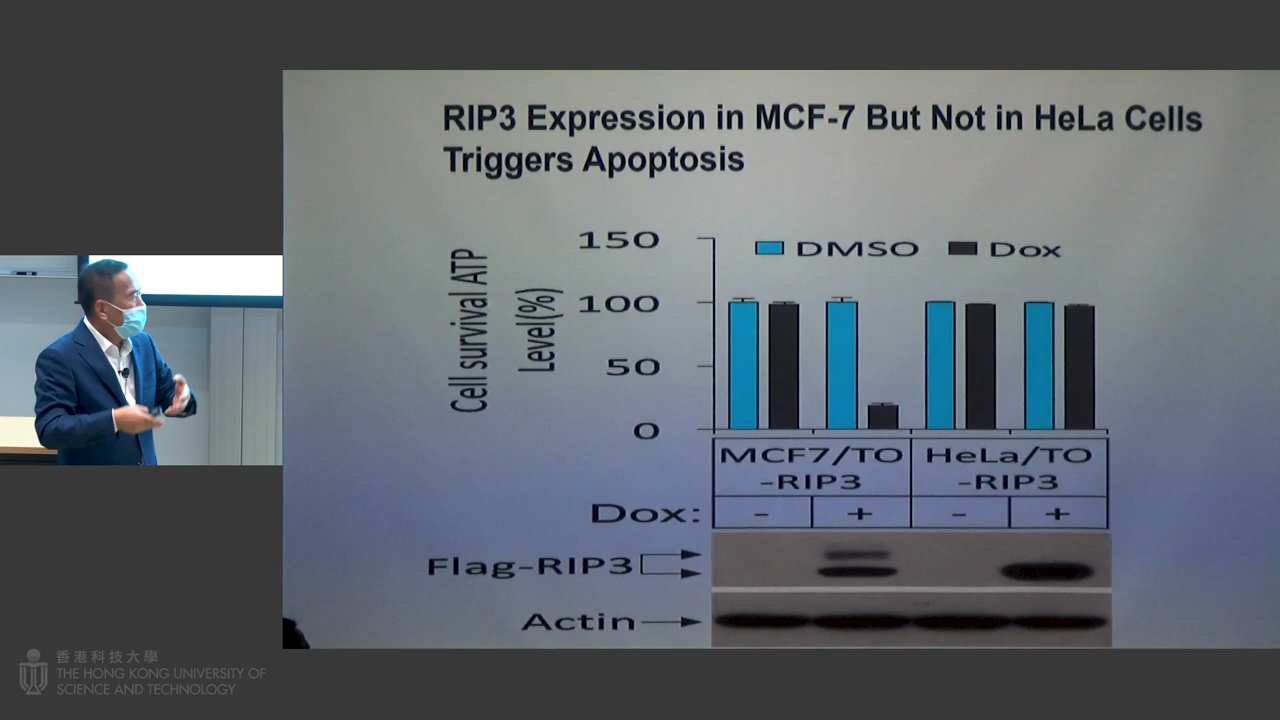 RIP3 Expression in MCF-7 But Not in HeLa Cells
Triggers Apoptosis
Cell survival ATP
Level(%)
150
100
50
0
DMSO
Dox
MCF7/TO
-RIP3
HeLa/TO
-RIP3
Dox: - + - +
Flag-RIP3
Actin
香港科技大學
THE HONG KONG UNIVERSITY OF
SCIENCE AND TECHNOLOGY